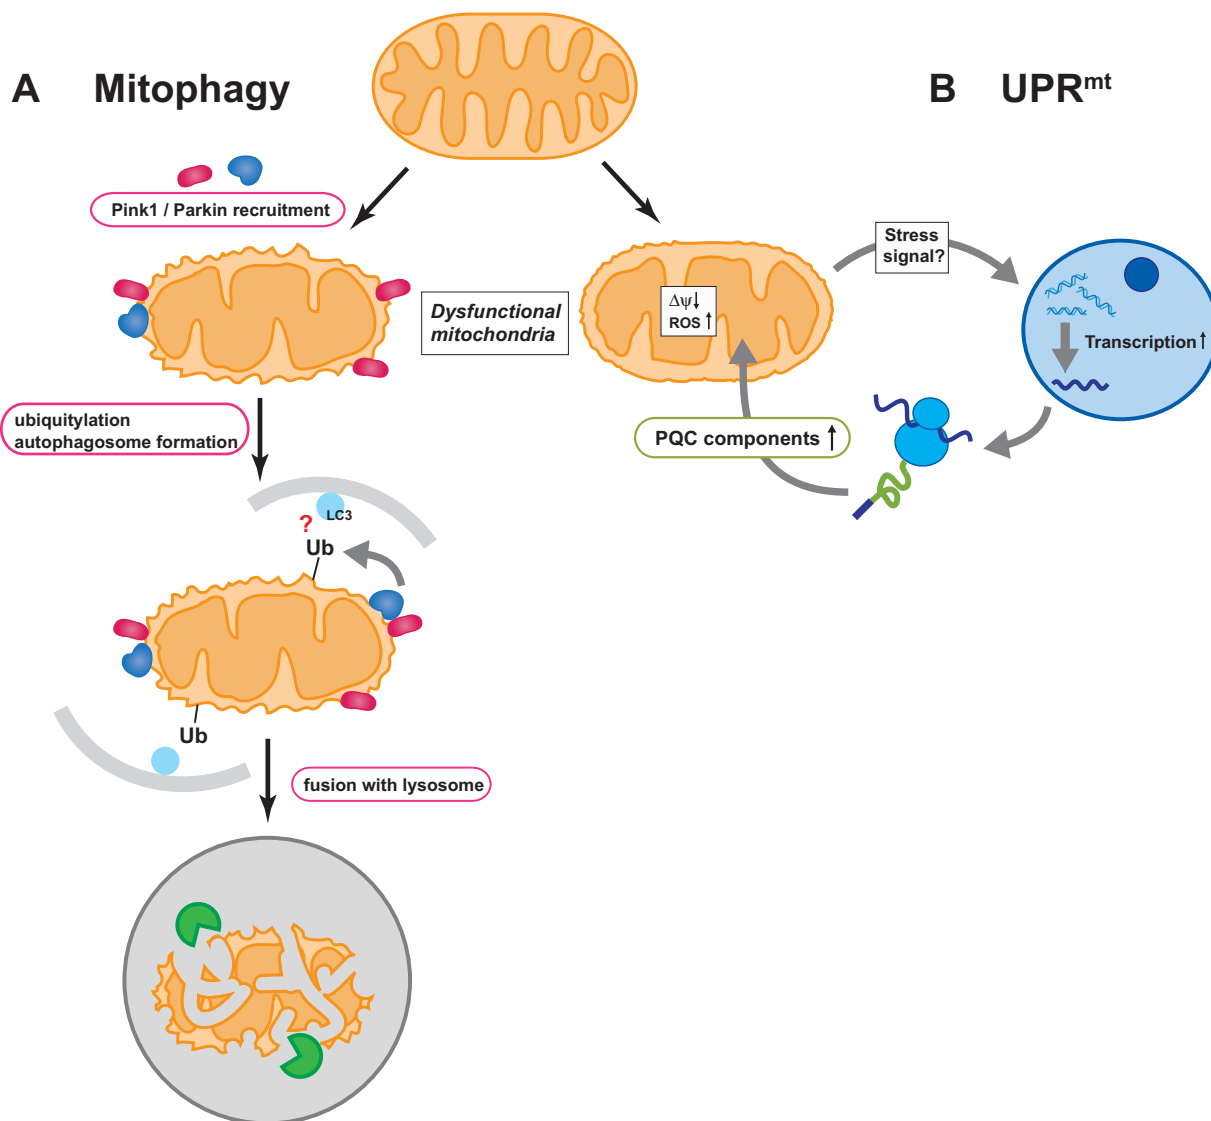 A Mitophagy
B UPRmt
Pink1 / Parkin recruitment
Dysfunctional
mitochondria
Δψ↓
ROS ↑
Stress
signal?
Transcription ↑
PQC components ↑
ubiquitylation
autophagosome formation
LC3
?
Ub
Ub
fusion with lysosome